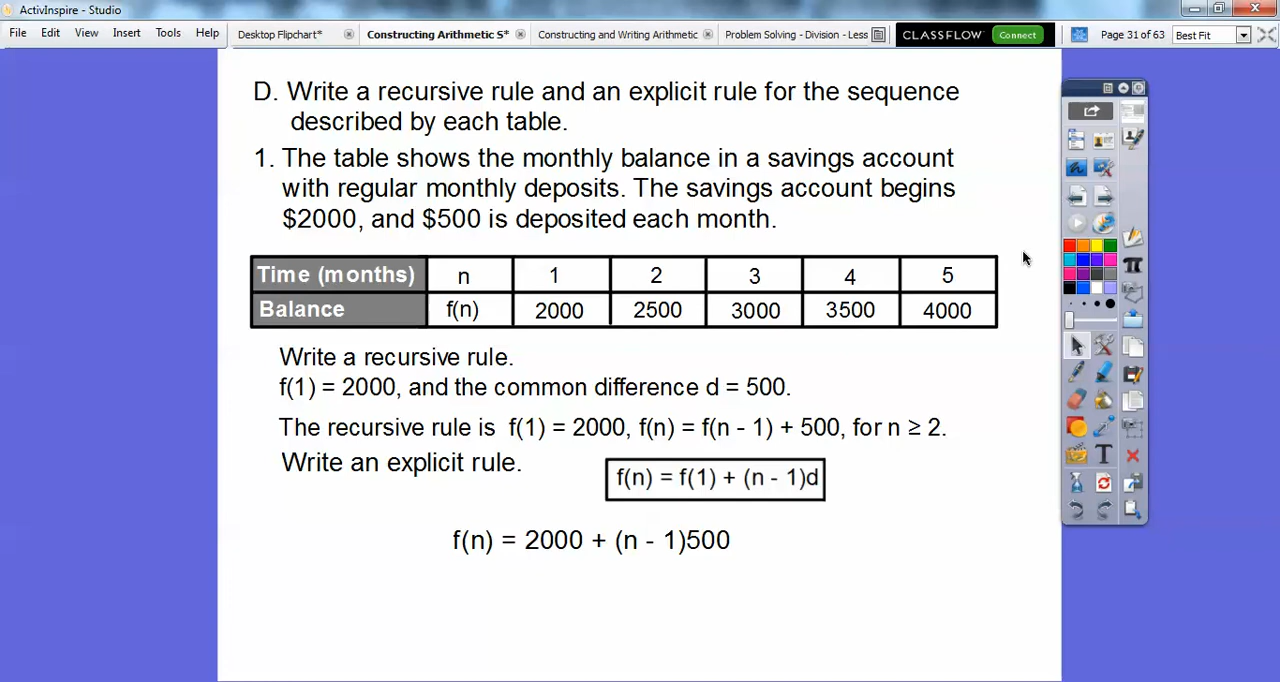 ActivInspire - Studio
File Edit View Insert Tools Help Desktop Flipchart* Constructing Arithmetic S* Constructing and Writing Arithmetic Problem Solving - Division - Less CLASSFLOW Connect Page 31 of 63 Best Fit
D. Write a recursive rule and an explicit rule for the sequence
described by each table.
1. The table shows the monthly balance in a savings account
with regular monthly deposits. The savings account begins
$2000, and $500 is deposited each month.
Time (months) n 1 2 3 4 5
Balance f(n) 2000 2500 3000 3500 4000
Write a recursive rule.
f(1) = 2000, and the common difference d = 500.
The recursive rule is f(1) = 2000, f(n) = f(n - 1) + 500, for n ≥ 2.
Write an explicit rule.
f(n) = f(1) + (n - 1)d
f(n) = 2000 + (n - 1)500